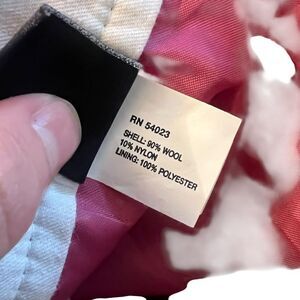 RN 54023
SHELL: 90% WOOL
10% NYLON
LINING: 100% POLYESTER